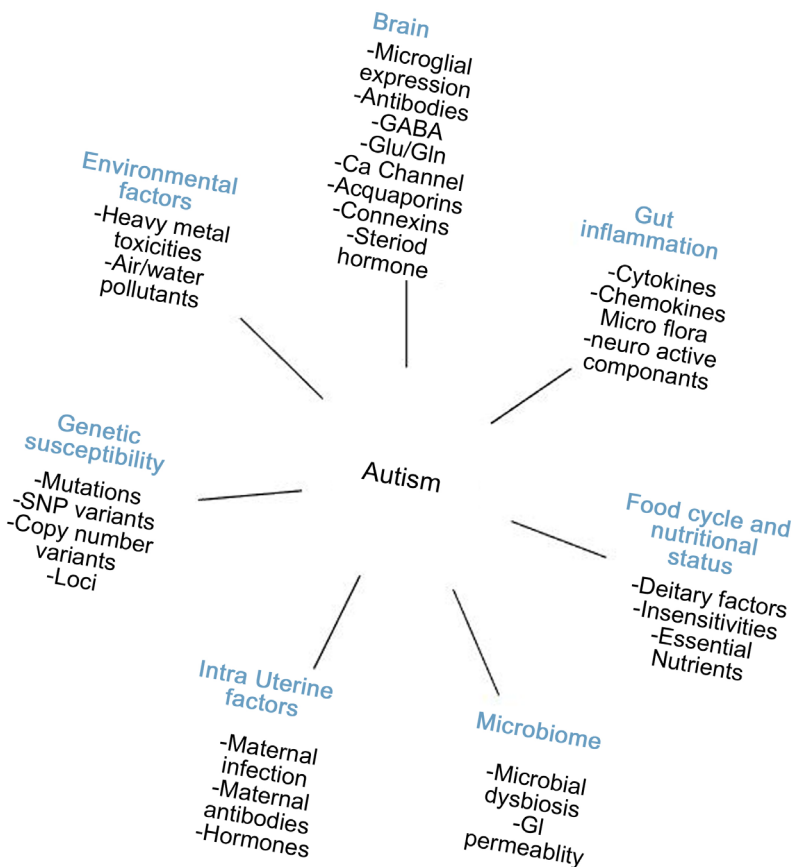 Brain
-Microglial
expression
-Antibodies
-GABA
-Glu/Gln
-Ca Channel
-Acquaporins
-Connexins
-Steriod
hormone
Environmental
factors
-Heavy metal
toxicities
-Air/water
pollutants
Gut
inflammation
-Cytokines
-Chemokines
Micro flora
-neuro active
componants
Genetic
susceptibility
-Mutations
-SNP variants
-Copy number
variants
-Loci
Autism
Food cycle and
nutritional
status
-Deitary factors
-Insensitivities
-Essential
Nutrients
Intra Uterine
factors
-Maternal
infection
-Maternal
antibodies
-Hormones
Microbiome
-Microbial
dysbiosis
-GI
permeablity